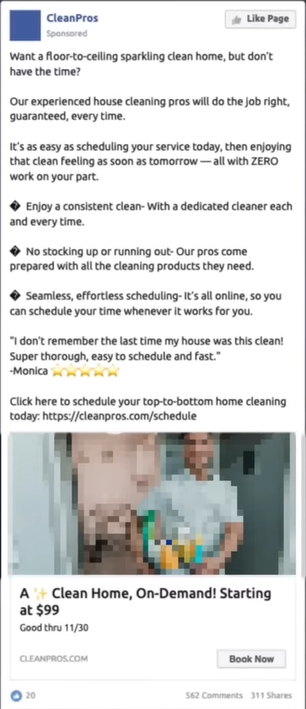 CleanPros
Sponsored
Like Page
Want a floor-to-ceiling sparkling clean home, but don't
have the time?
Our experienced house cleaning pros will do the job right,
guaranteed, every time.
It's as easy as scheduling your service today, then enjoying
that clean feeling as soon as tomorrow — all with ZERO
work on your part.
� Enjoy a consistent clean- With a dedicated cleaner each
and every time.
� No stocking up or running out- Our pros come
prepared with all the cleaning products they need.
� Seamless, effortless scheduling- It's all online, so you
can schedule your time whenever it works for you.
"I don't remember the last time my house was this clean!
Super thorough, easy to schedule and fast."
-Monica ⭐⭐⭐⭐⭐
Click here to schedule your top-to-bottom home cleaning
today: https://cleanpros.com/schedule
A ✨ Clean Home, On-Demand! Starting
at $99
Good thru 11/30
CLEANPROS.COM
Book Now
20
562 Comments 311 Shares